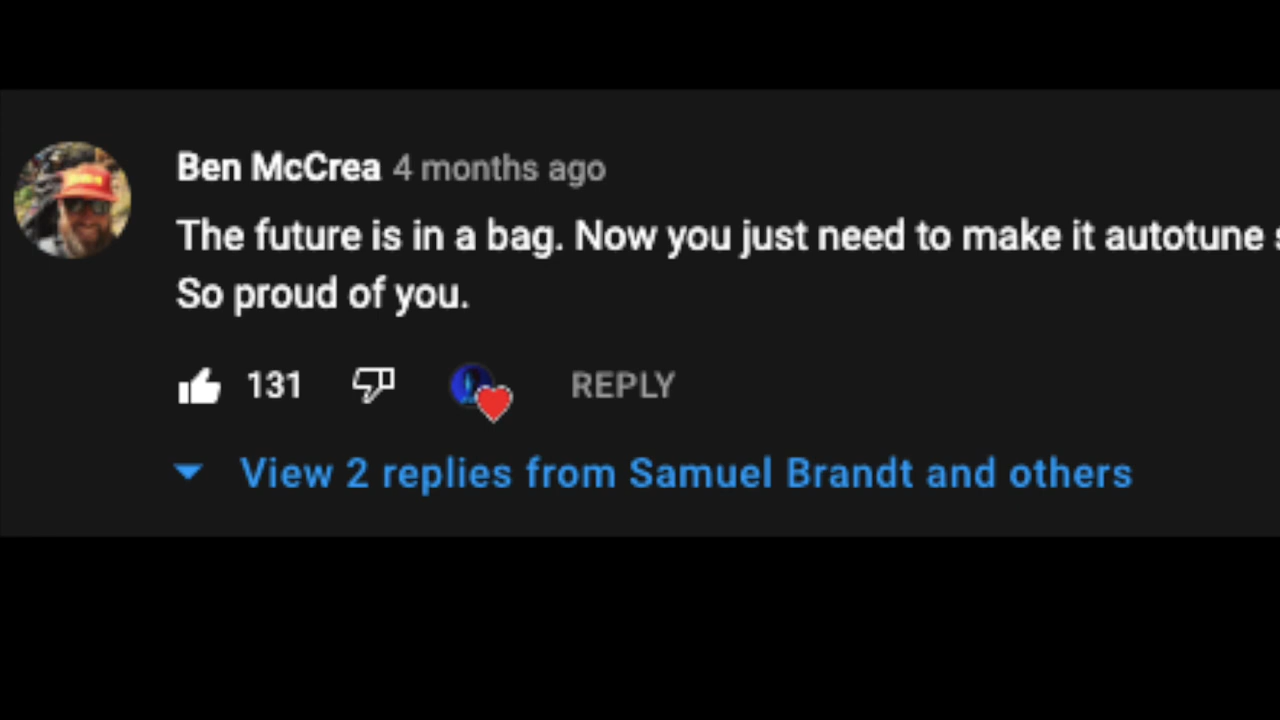 Ben McCrea 4 months ago
The future is in a bag. Now you just need to make it autotune
So proud of you.
131 REPLY
View 2 replies from Samuel Brandt and others